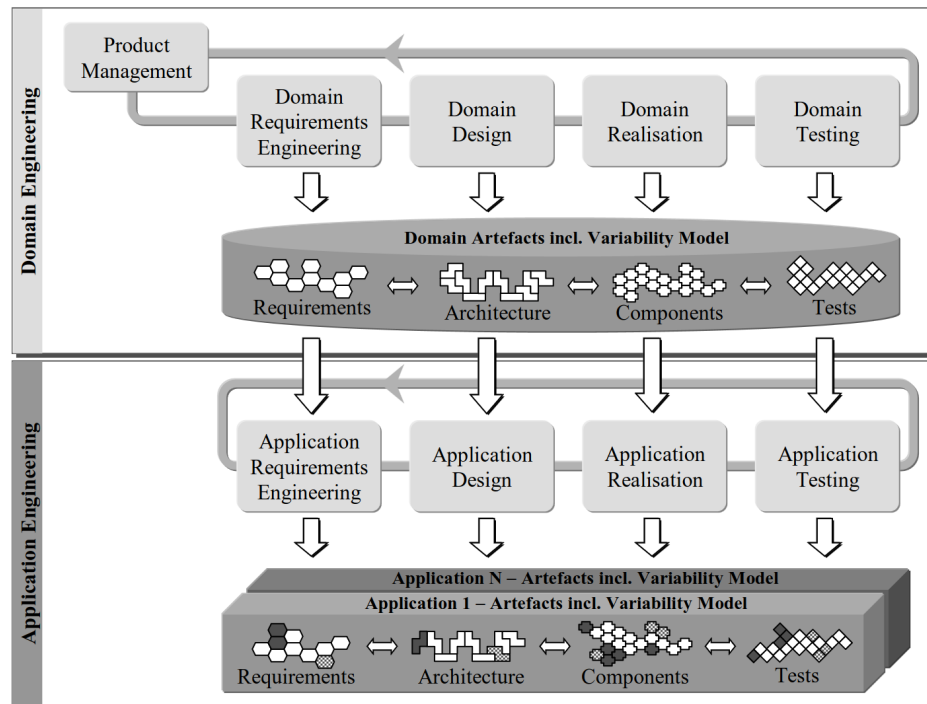 Domain Engineering
Product
Management
Domain
Requirements
Engineering
Domain
Design
Domain
Realisation
Domain
Testing
Domain Artefacts incl. Variability Model
Requirements
Architecture
Components
Tests
Application Engineering
Application
Requirements
Engineering
Application
Design
Application
Realisation
Application
Testing
Application N – Artefacts incl. Variability Model
Application 1 – Artefacts incl. Variability Model
Requirements
Architecture
Components
Tests